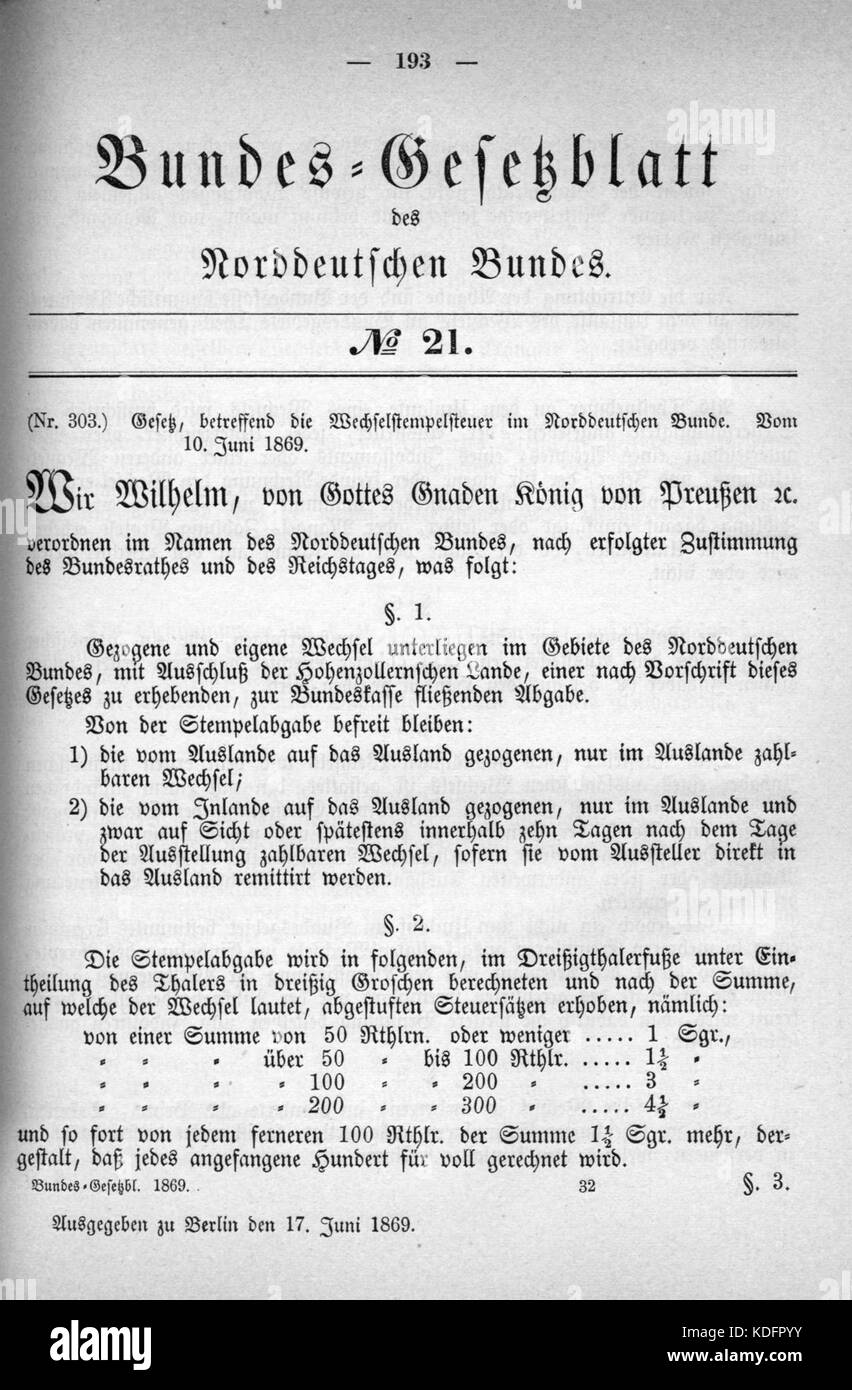 — 193 —
Bundes-Gesetzblatt
des
Norddeutschen Bundes.
№ 21.
(Nr. 303.) Gesetz, betreffend die Wechselstempelsteuer im Norddeutschen Bunde. Vom
10. Juni 1869.
Wir Wilhelm, von Gottes Gnaden König von Preußen ꝛc.
verordnen im Namen des Norddeutschen Bundes, nach erfolgter Zustimmung
des Bundesrathes und des Reichstages, was folgt:
§. 1.
Gezogene und eigene Wechsel unterliegen im Gebiete des Norddeutschen
Bundes, mit Ausschluß der Hohenzollernschen Lande, einer nach Vorschrift dieses
Gesetzes zu erhebenden, zur Bundeskasse fließenden Abgabe.
Von der Stempelabgabe befreit bleiben:
1) die vom Auslande auf das Ausland gezogenen, nur im Auslande zahl-
baren Wechsel;
2) die vom Inlande auf das Ausland gezogenen, nur im Auslande und
zwar auf Sicht oder spätestens innerhalb zehn Tagen nach dem Tage
der Ausstellung zahlbaren Wechsel, sofern sie vom Aussteller direkt in
das Ausland remittirt werden.
§. 2.
Die Stempelabgabe wird in folgenden, im Dreißigthalerfuße unter Ein-
theilung des Thalers in dreißig Groschen berechneten und nach der Summe,
auf welche der Wechsel lautet, abgestuften Steuersätzen erhoben, nämlich:
von einer Summe von 50 Rthlrn. oder weniger ..... 1 Sgr.,
" " " über 50 " bis 100 Rthlr. ..... 1½ "
" " " " 100 " " 200 " ..... 3 "
" " " " 200 " " 300 " ..... 4½ "
und so fort von jedem ferneren 100 Rthlr. der Summe 1½ Sgr. mehr, der-
gestalt, daß jedes angefangene Hundert für voll gerechnet wird.
Bundes-Gesetzbl. 1869. 32 §. 3.
Ausgegeben zu Berlin den 17. Juni 1869.
alamy
alamy
alamy
Image ID: KDFPYY
www.alamy.com